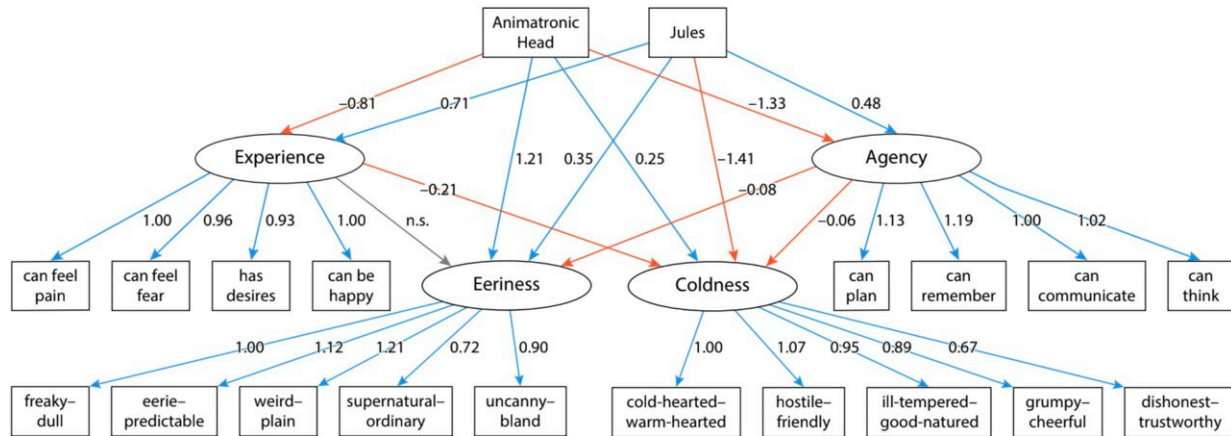 Animatronic
Head
Jules
−0.81
0.71
−1.33
0.48
Experience
1.21
0.35
0.25
−1.41
Agency
−0.21
−0.08
1.00
0.96
0.93
1.00
n.s.
−0.06
1.13
1.19
1.00
1.02
can feel
pain
can feel
fear
has
desires
can be
happy
Eeriness
Coldness
can
plan
can
remember
can
communicate
can
think
1.00
1.12
1.21
0.72
0.90
1.00
1.07
0.95
0.89
0.67
freaky–
dull
eerie–
predictable
weird–
plain
supernatural–
ordinary
uncanny–
bland
cold-hearted–
warm-hearted
hostile–
friendly
ill-tempered–
good-natured
grumpy–
cheerful
dishonest–
trustworthy